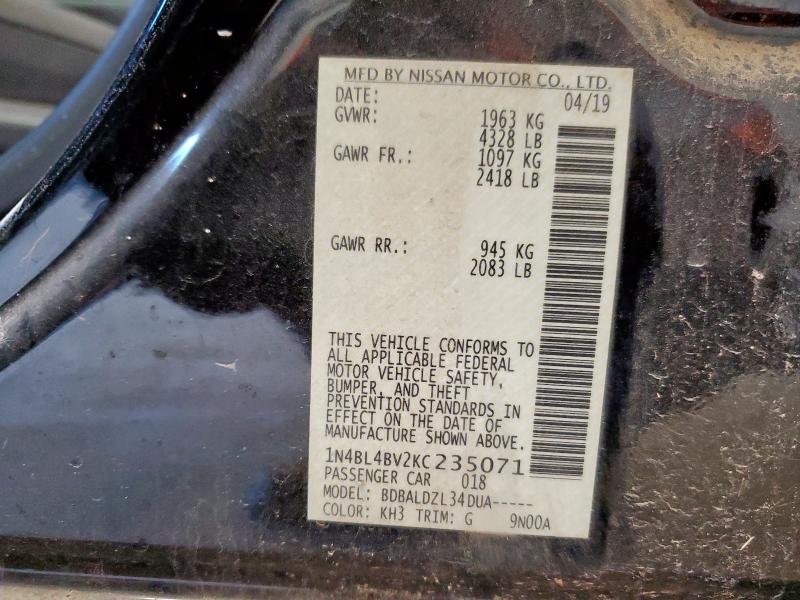 MFD BY NISSAN MOTOR CO., LTD.
DATE: 04/19
GVWR: 1963 KG
4328 LB
GAWR FR.: 1097 KG
2418 LB
GAWR RR.: 945 KG
2083 LB
THIS VEHICLE CONFORMS TO
ALL APPLICABLE FEDERAL
MOTOR VEHICLE SAFETY,
BUMPER, AND THEFT
PREVENTION STANDARDS IN
EFFECT ON THE DATE OF
MANUFACTURE SHOWN ABOVE.
1N4BL4BV2KC235071
PASSENGER CAR 018
MODEL: BDBALDZL34DUA-----
COLOR: KH3 TRIM: G 9N00A